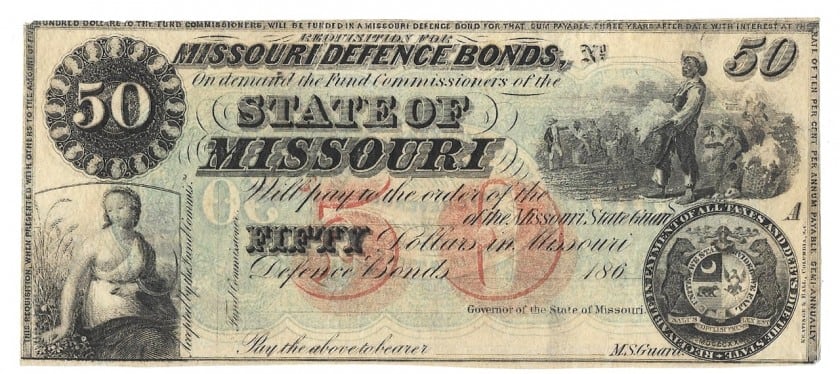 HUNDRED DOLLARS TO THE FUND COMMISSIONERS, WILL BE FUNDED IN A MISSOURI DEFENCE BOND FOR THAT SUM PAYABLE THREE YEARS AFTER DATE WITH INTEREST AT THE
RATE OF TEN PER CENT PER ANNUM PAYABLE SEMI-ANNUALLY
THIS REQUISITION, WHEN PRESENTED WITH OTHERS TO THE AMOUNT OF
REQUISITION FOR
MISSOURI DEFENCE BONDS, No
50
50
On demand the Fund Commissioners of the
STATE OF
MISSOURI
Will pay to the order of the
of the Missouri State Guard
A
50
50
FIFTY Dollars in Missouri
Defence Bonds 186
Fund Commissioner
Governor of the State of Missouri.
RECEIVABLE IN PAYMENT OF ALL TAXES AND DEBTS DUE THE STATE
Pay the above to bearer
M.S. Guard